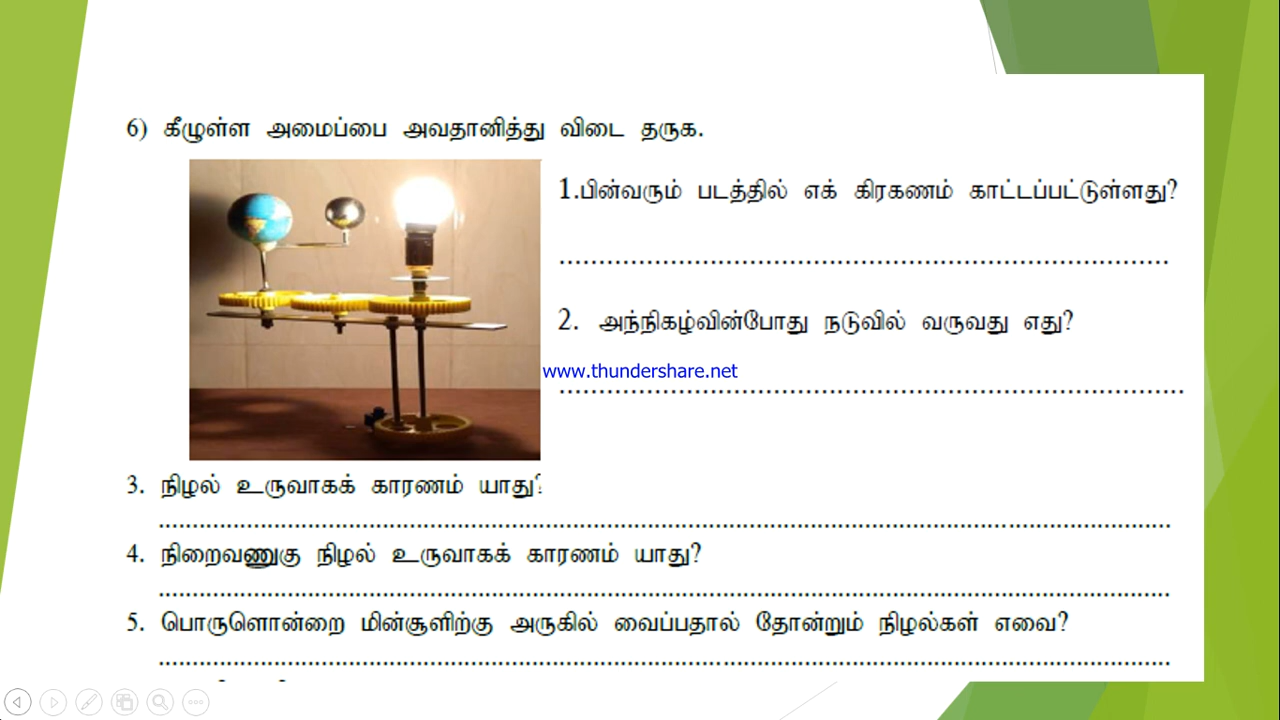 6) கீழுள்ள அமைப்பை அவதானித்து விடை தருக.
1.பின்வரும் படத்தில் எக் கிரகணம் காட்டப்பட்டுள்ளது?
........................................................................
2. அந்நிகழ்வின்போது நடுவில் வருவது எது?
www.thundershare.net
........................................................................
3. நிழல் உருவாகக் காரணம் யாது?
........................................................................
4. நிறைவணுகு நிழல் உருவாகக் காரணம் யாது?
........................................................................
5. பொருளொன்றை மின்சூளிற்கு அருகில் வைப்பதால் தோன்றும் நிழல்கள் எவை?
........................................................................